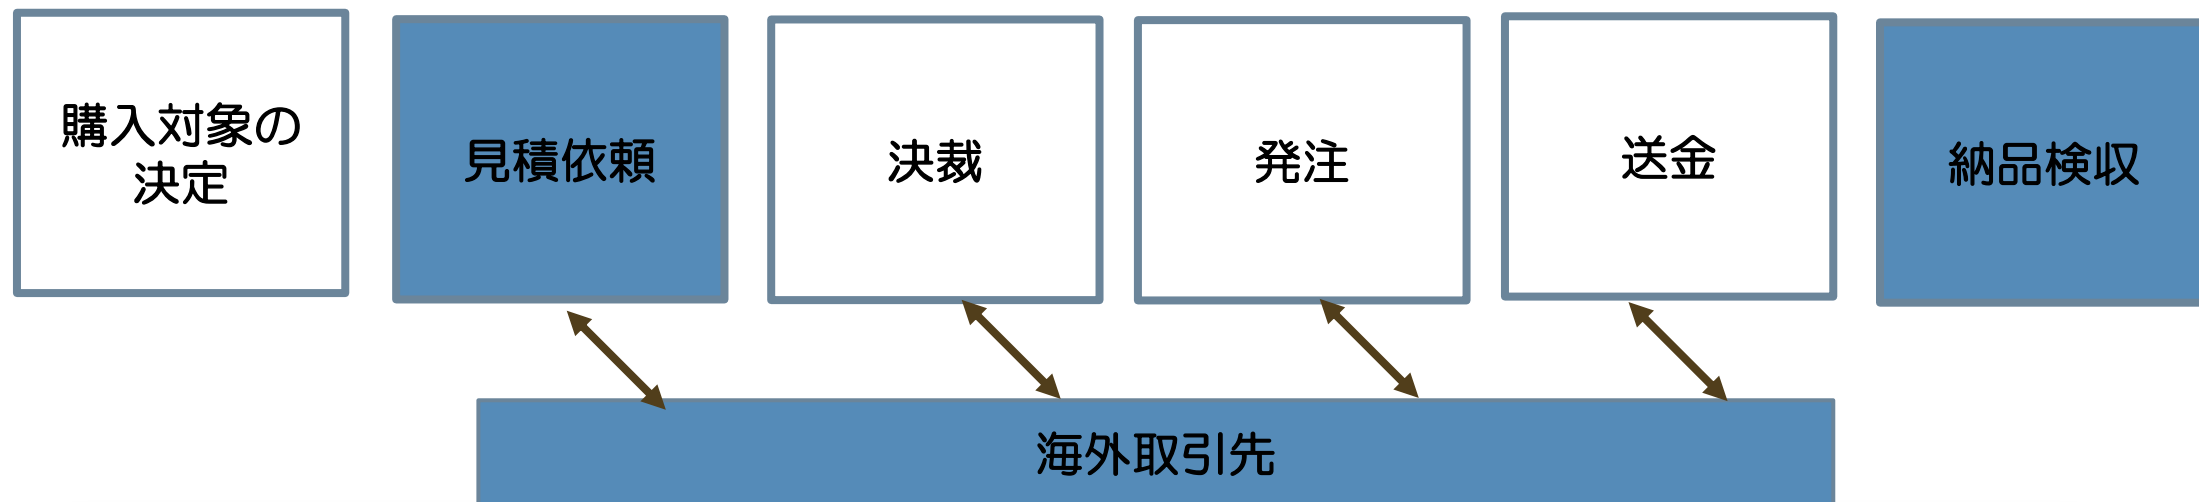 購入対象の
決定
見積依頼
決裁
発注
送金
納品検収
海外取引先